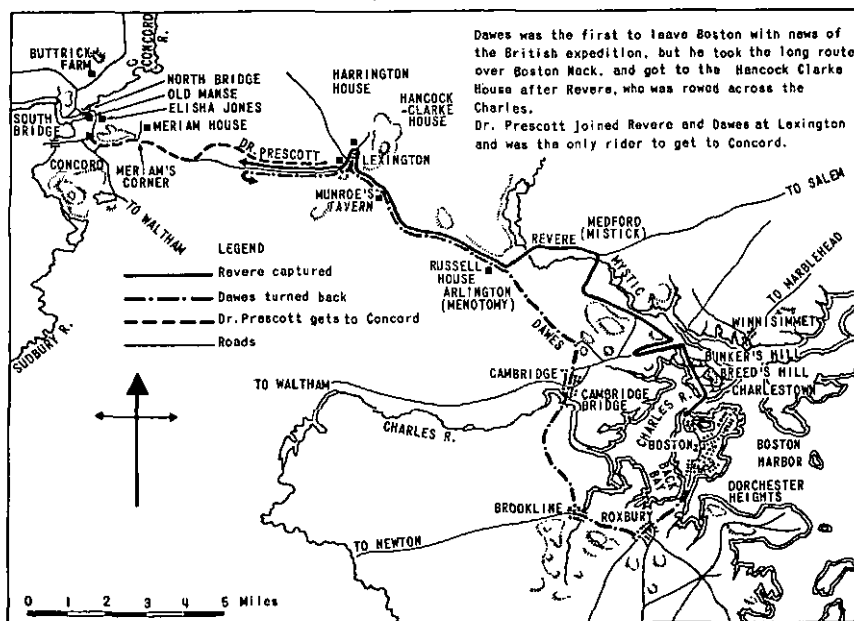 Dawes was the first to leave Boston with news of
the British expedition, but he took the long route
over Boston Neck, and got to the Hancock Clarke
House after Revere, who was rowed across the
Charles.
Dr. Prescott joined Revere and Dawes at Lexington
and was the only rider to get to Concord.
BUTTRICK
FARM
CONCORD
R.
NORTH BRIDGE
OLD MANSE
ELISHA JONES
MERIAM HOUSE
SOUTH
BRIDGE
CONCORD
MERIAM'S
CORNER
TO WALTHAM
HARRINGTON
HOUSE
HANCOCK
-CLARKE
HOUSE
DR. PRESCOTT
LEXINGTON
MUNROE'S
TAVERN
SUDBURY R.
LEGEND
Revere captured
Dawes turned back
Dr. Prescott gets to Concord
Roads
RUSSELL
HOUSE
ARLINGTON
(MENOTOMY)
REVERE
MEDFORD
(MISTICK)
TO SALEM
MYSTIC R.
TO MARBLEHEAD
WINNISIMMET
DAWES
BUNKER'S HILL
BREED'S HILL
CHARLESTOWN
TO WALTHAM
CAMBRIDGE
CAMBRIDGE
BRIDGE
CHARLES R.
CHARLES R.
BOSTON
BOSTON
HARBOR
BACK
BAY
DORCHESTER
HEIGHTS
BROOKLINE
ROXBURY
TO NEWTON
0 1 2 3 4 5 Miles